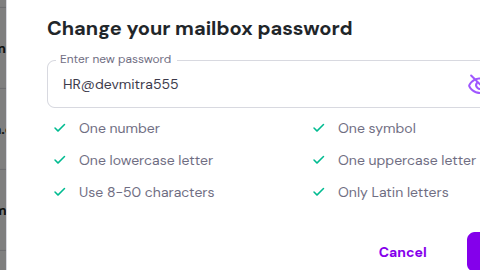 Change your mailbox password
Enter new password
HR@devmitra555
One number
One symbol
One lowercase letter
One uppercase letter
Use 8-50 characters
Only Latin letters
Cancel